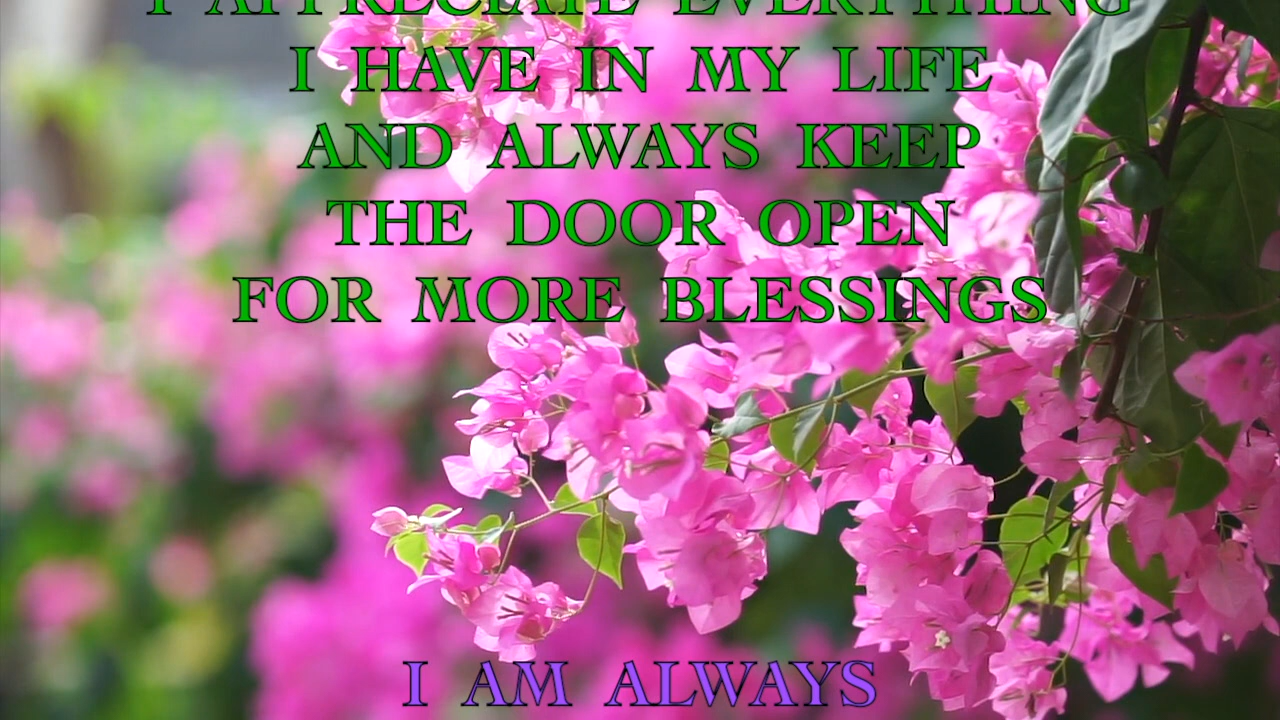 I APPRECIATE EVERYTHING
I HAVE IN MY LIFE
AND ALWAYS KEEP
THE DOOR OPEN
FOR MORE BLESSINGS
I AM ALWAYS